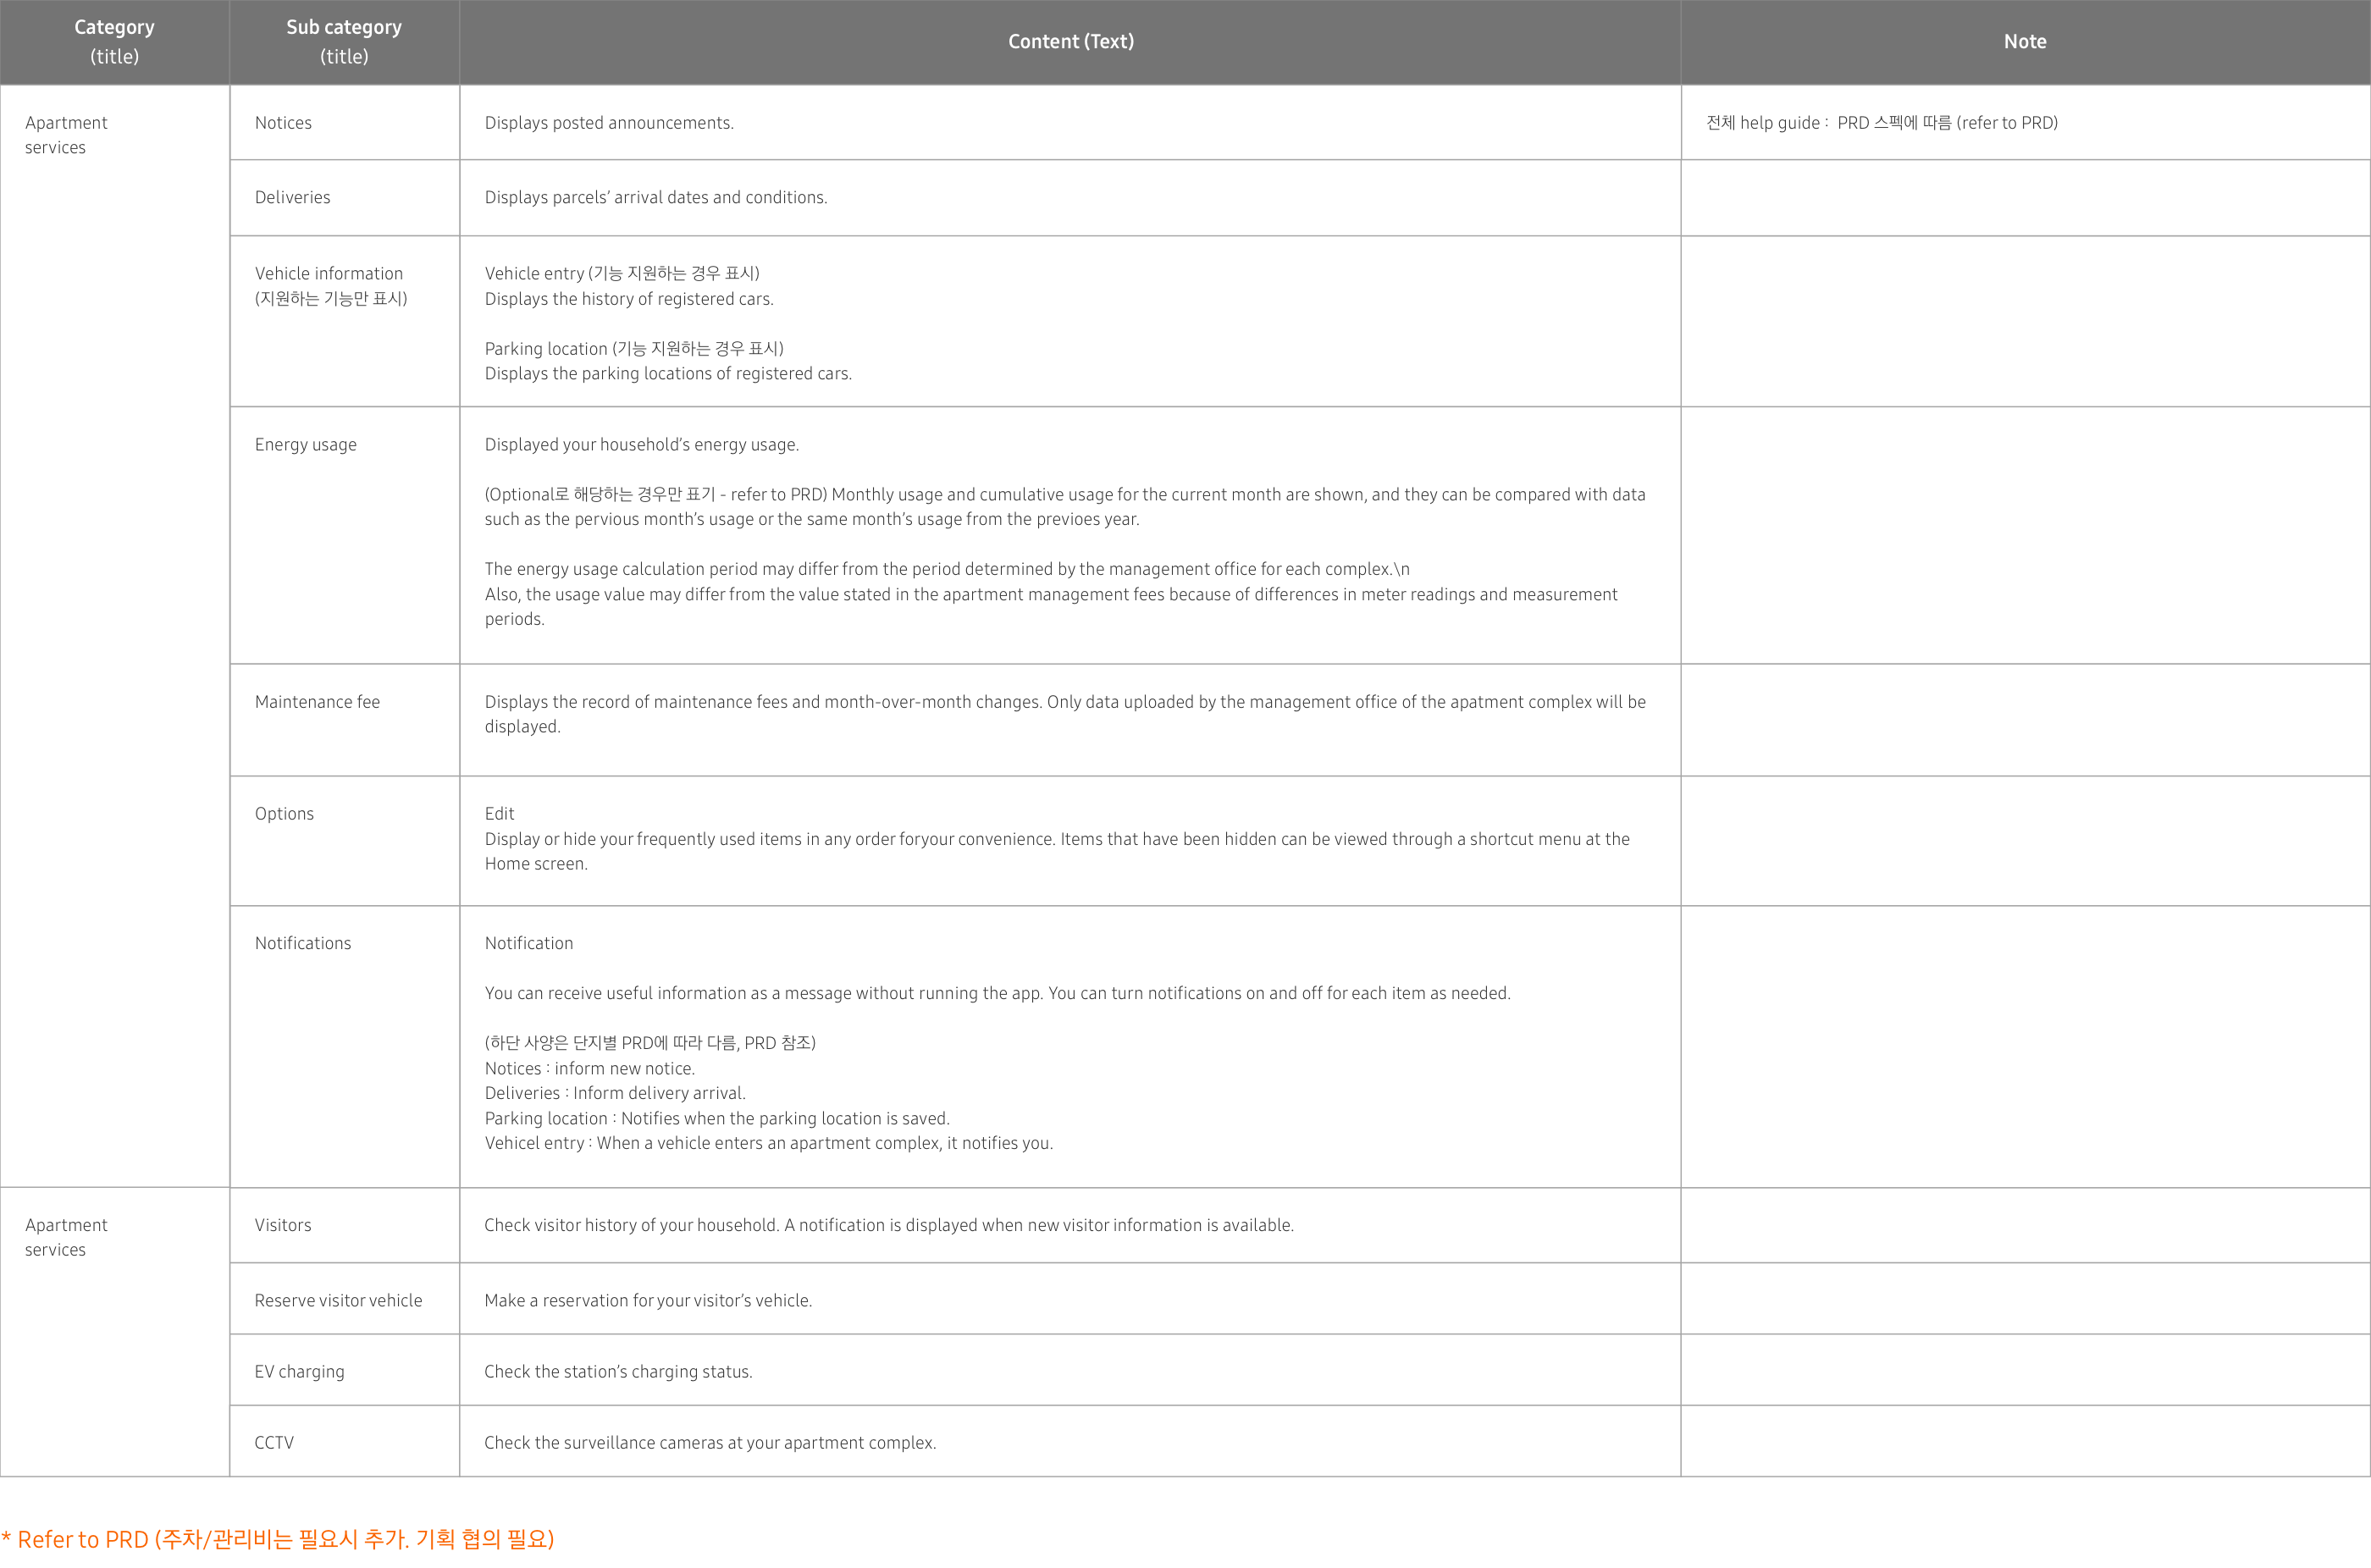 Category
(title)
Sub category
(title)
Content (Text)
Note
Apartment
services
Notices
Displays posted announcements.
전체 help guide :  PRD 스펙에 따름 (refer to PRD)
Deliveries
Displays parcels’ arrival dates and conditions.
Vehicle information
(지원하는 기능만 표시)
Vehicle entry (기능 지원하는 경우 표시)
Displays the history of registered cars.
Parking location (기능 지원하는 경우 표시)
Displays the parking locations of registered cars.
Energy usage
Displayed your household’s energy usage.
(Optional로 해당하는 경우만 표기 - refer to PRD) Monthly usage and cumulative usage for the current month are shown, and they can be compared with data
such as the pervious month’s usage or the same month’s usage from the previoes year.
The energy usage calculation period may differ from the period determined by the management office for each complex.\n
Also, the usage value may differ from the value stated in the apartment management fees because of differences in meter readings and measurement
periods.
Maintenance fee
Displays the record of maintenance fees and month-over-month changes. Only data uploaded by the management office of the apatment complex will be
displayed.
Options
Edit
Display or hide your frequently used items in any order foryour convenience. Items that have been hidden can be viewed through a shortcut menu at the
Home screen.
Notifications
Notification
You can receive useful information as a message without running the app. You can turn notifications on and off for each item as needed.
(하단 사양은 단지별 PRD에 따라 다름, PRD 참조)
Notices : inform new notice.
Deliveries : Inform delivery arrival.
Parking location : Notifies when the parking location is saved.
Vehicel entry : When a vehicle enters an apartment complex, it notifies you.
Apartment
services
Visitors
Check visitor history of your household. A notification is displayed when new visitor information is available.
Reserve visitor vehicle
Make a reservation for your visitor’s vehicle.
EV charging
Check the station’s charging status.
CCTV
Check the surveillance cameras at your apartment complex.
* Refer to PRD (주차/관리비는 필요시 추가. 기획 협의 필요)